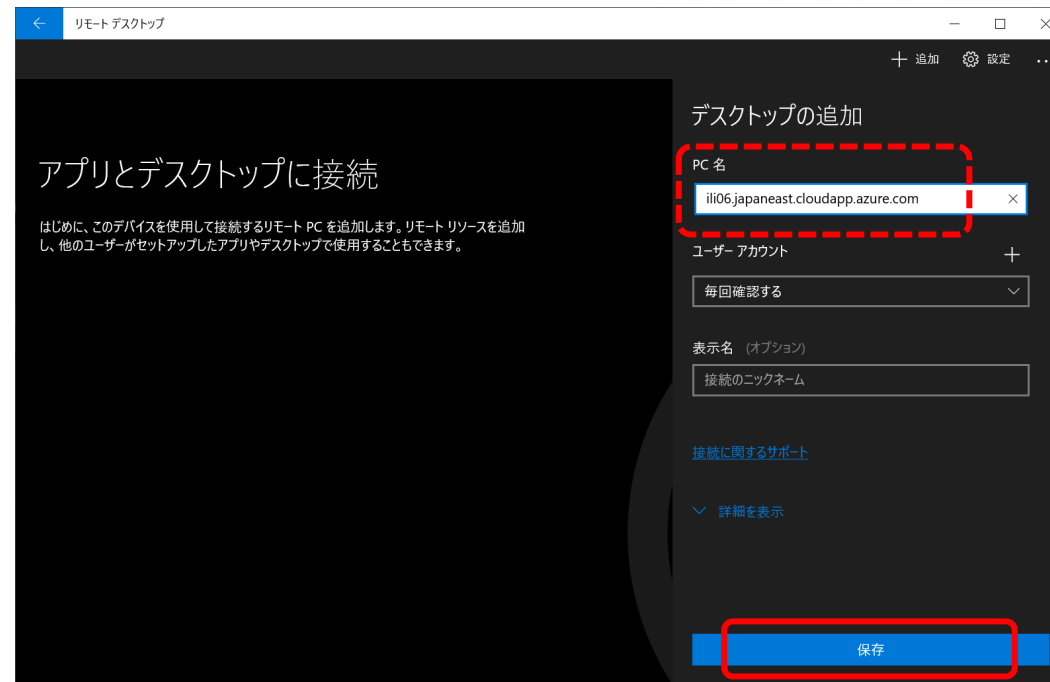 リモート デスクトップ
追加
設定
デスクトップの追加
アプリとデスクトップに接続
はじめに、このデバイスを使用して接続するリモート PC を追加します。リモート リソースを追加
し、他のユーザーがセットアップしたアプリやデスクトップで使用することもできます。
PC 名
ili06.japaneast.cloudapp.azure.com
ユーザー アカウント
毎回確認する
表示名 (オプション)
接続のニックネーム
接続に関するサポート
詳細を表示
保存